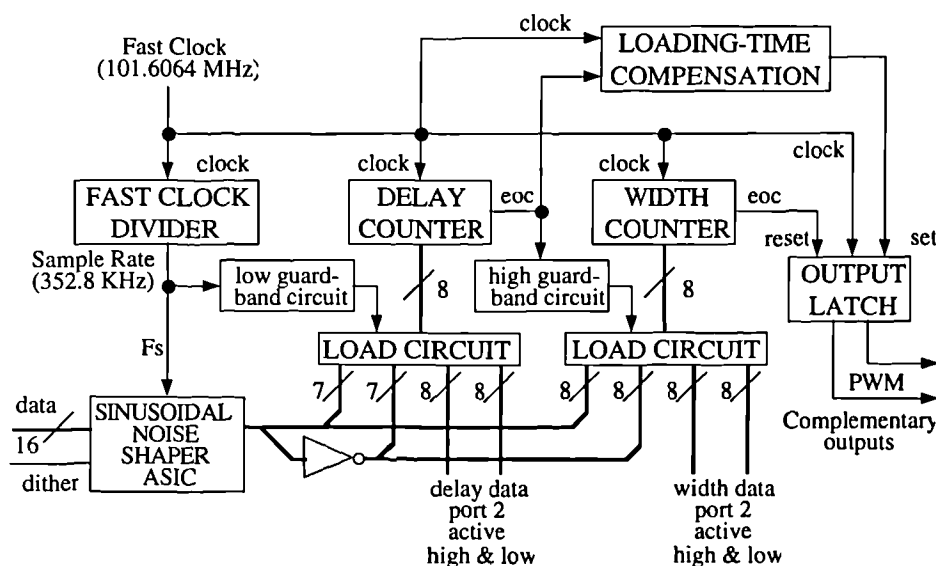 Fast Clock
(101.6064 MHz)
clock
LOADING-TIME
COMPENSATION
clock
clock
clock
clock
FAST CLOCK
DIVIDER
DELAY
COUNTER
eoc
WIDTH
COUNTER
eoc
reset
set
Sample Rate
(352.8 KHz)
low guard-
band circuit
8
high guard-
band circuit
8
OUTPUT
LATCH
Fs
LOAD CIRCUIT
LOAD CIRCUIT
7
7
8
8
8
8
8
8
PWM
Complementary
outputs
data
16
dither
SINUSOIDAL
NOISE
SHAPER
ASIC
delay data
port 2
active
high & low
width data
port 2
active
high & low